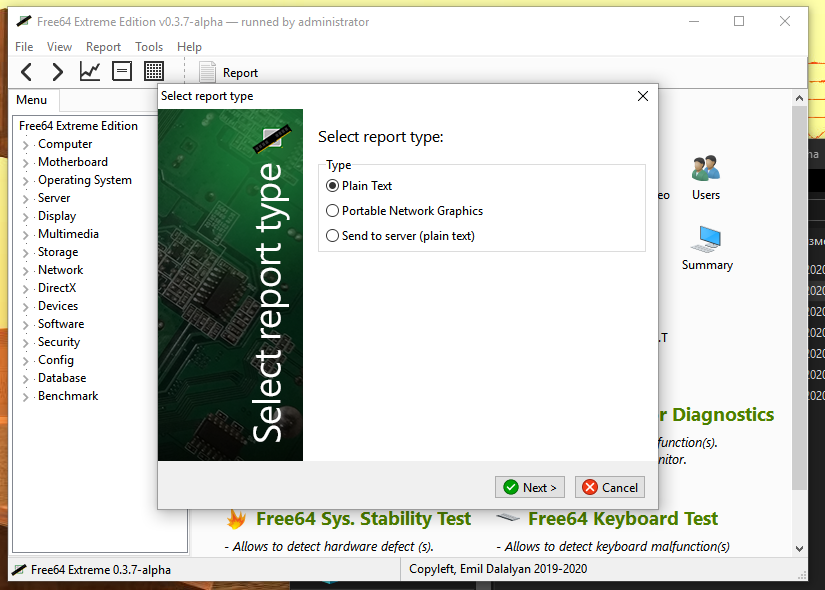 Free64 Extreme Edition v0.3.7-alpha — runned by administrator
File View Report Tools Help
Report
Menu
Free64 Extreme Edition
Computer
Motherboard
Operating System
Server
Display
Multimedia
Storage
Network
DirectX
Devices
Software
Security
Config
Database
Benchmark
Select report type
Select report type
Select report type:
Type
Plain Text
Portable Network Graphics
Send to server (plain text)
Next >
Cancel
eo
Users
Summary
.T
r Diagnostics
function(s).
nitor.
Free64 Sys. Stability Test
- Allows to detect hardware defect (s).
Free64 Keyboard Test
- Allows to detect keyboard malfunction(s)
Free64 Extreme 0.3.7-alpha
Copyleft, Emil Dalalyan 2019-2020